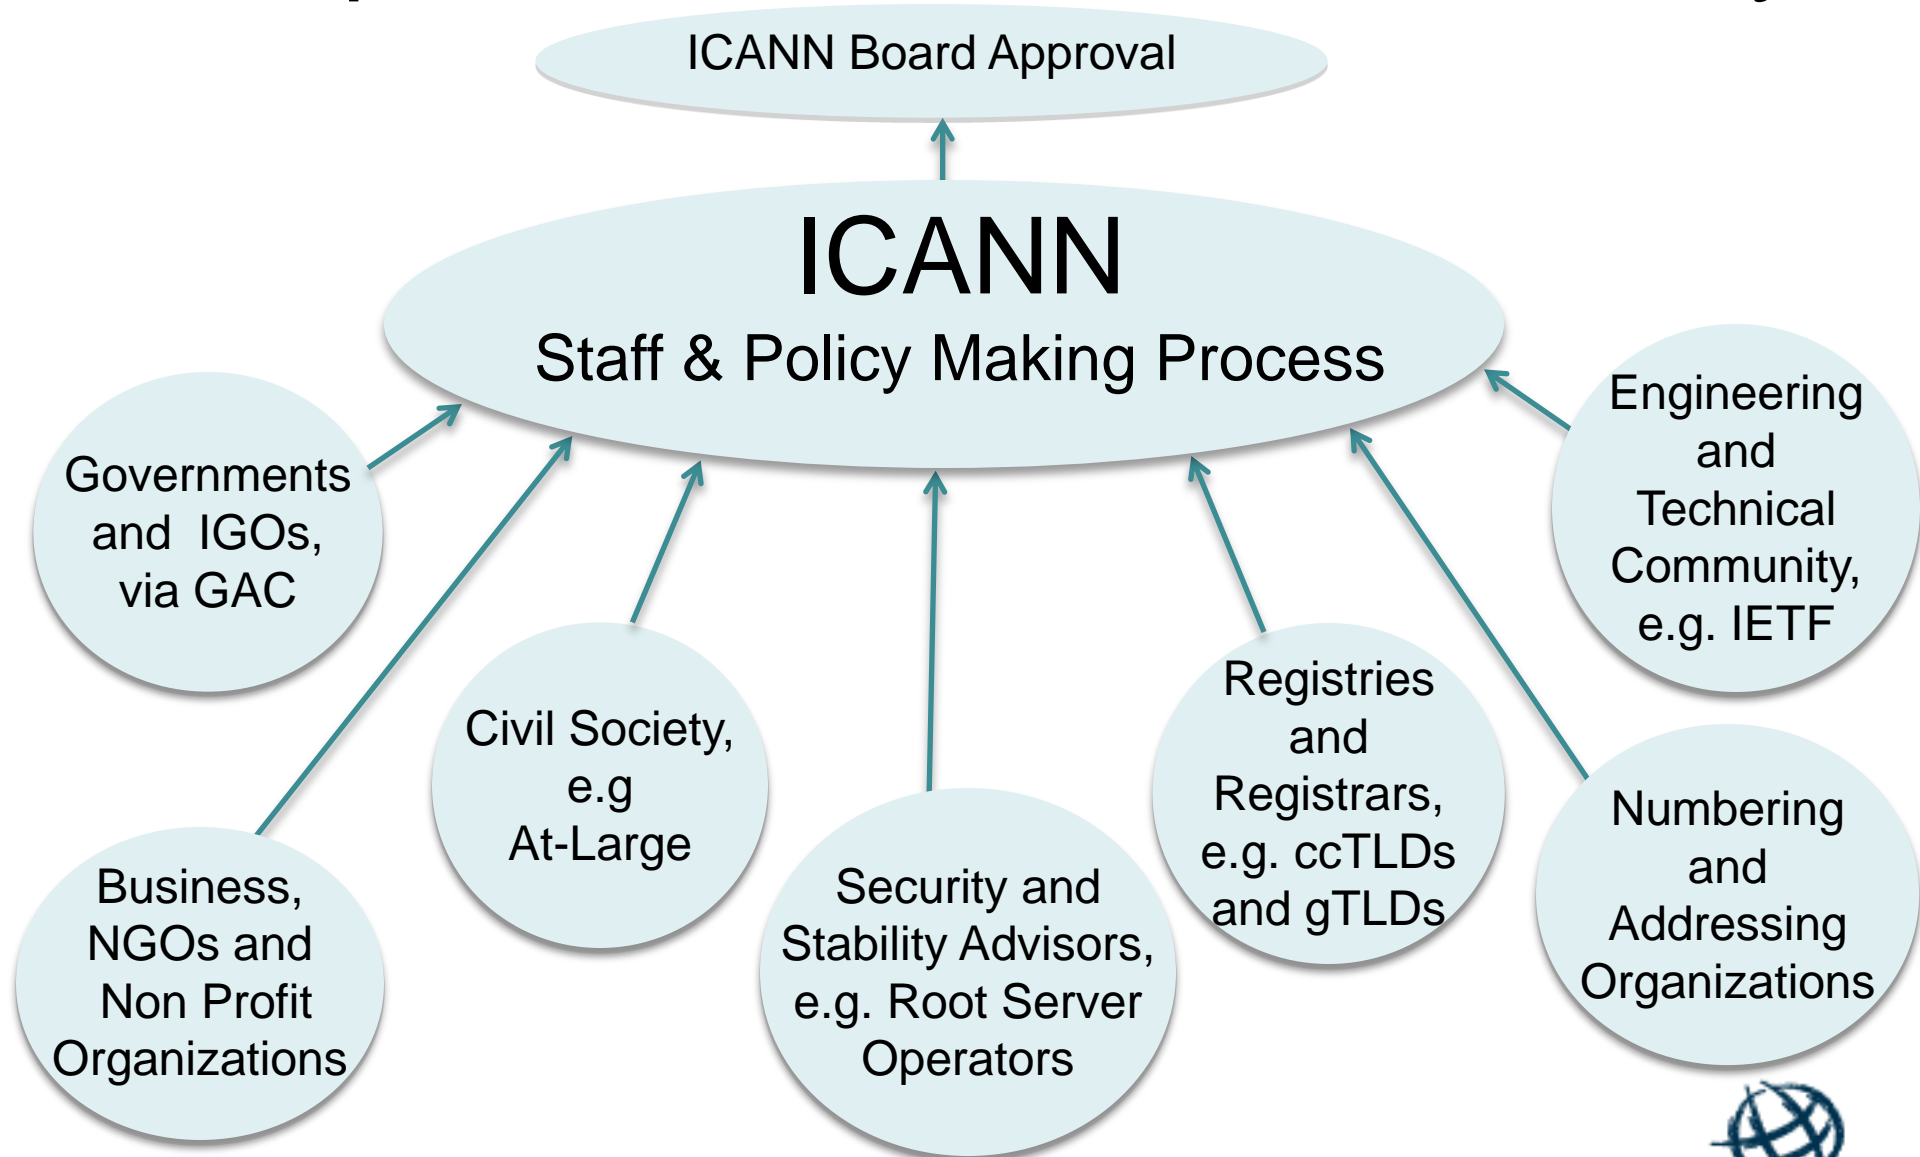 ICANN Board Approval
ICANN
Staff & Policy Making Process
Governments
and IGOs,
via GAC
Business,
NGOs and
Non Profit
Organizations
Civil Society,
e.g
At-Large
Security and
Stability Advisors,
e.g. Root Server
Operators
Registries
and
Registrars,
e.g. ccTLDs
and gTLDs
Numbering
and
Addressing
Organizations
Engineering
and
Technical
Community,
e.g. IETF